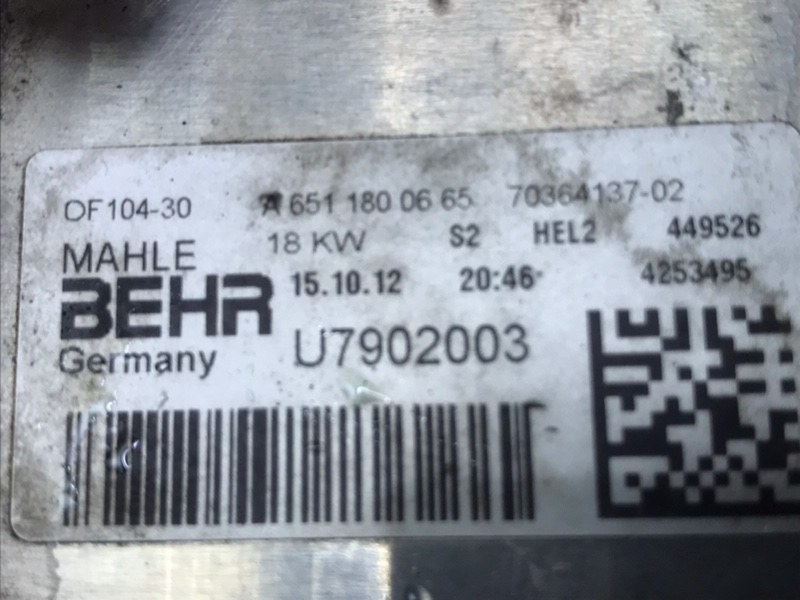 OF104-30 A 651 180 06 65 70364137-02
MAHLE 18 KW S2 HEL2 449526
BEHR 15.10.12 20:46 4253495
Germany U7902003